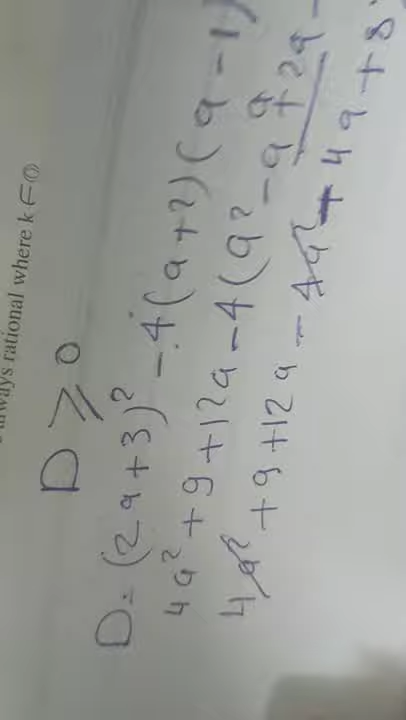 always rational where k ∈ Q
D ⩾ 0
D = (2a+3)² - 4(a+2)(a-1)
4a² + 9 + 12a - 4(a² - a + 2a -
4a² + 9 + 12a - 4a² + 4a + 8